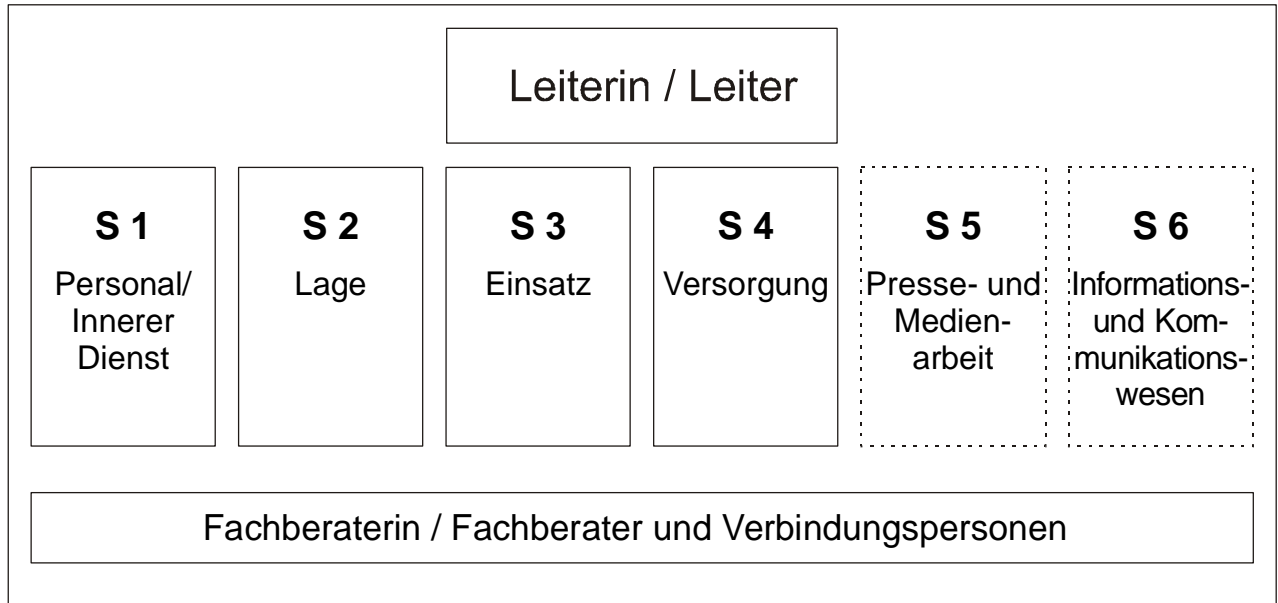 Leiterin / Leiter
S 1
Personal/
Innerer
Dienst
S 2
Lage
S 3
Einsatz
S 4
Versorgung
S 5
Presse- und
Medien-
arbeit
S 6
Informations-
und Kom-
munikations-
wesen
Fachberaterin / Fachberater und Verbindungspersonen